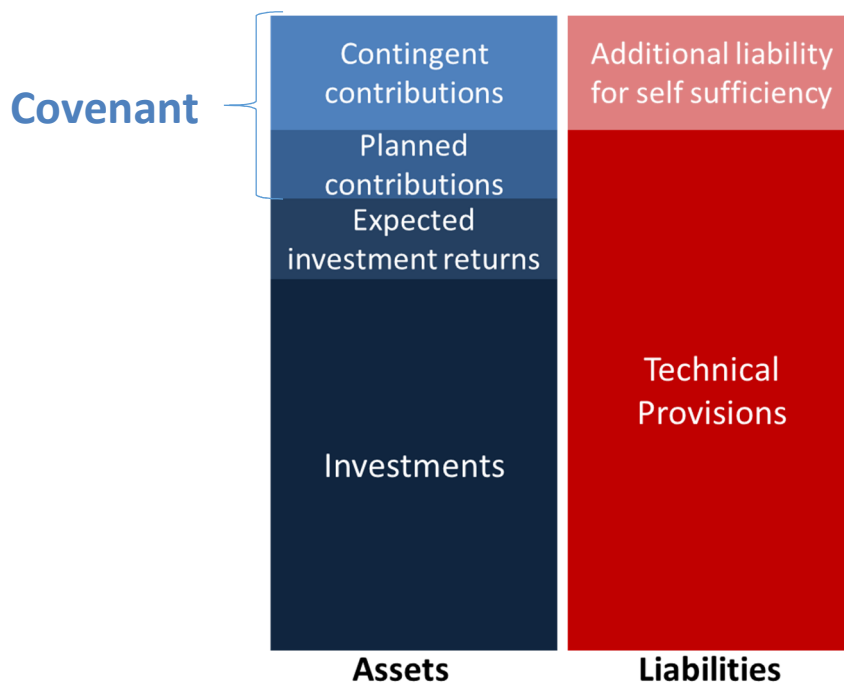 Covenant
Contingent
contributions
Planned
contributions
Expected
investment returns
Investments
Assets
Additional liability
for self sufficiency
Technical
Provisions
Liabilities